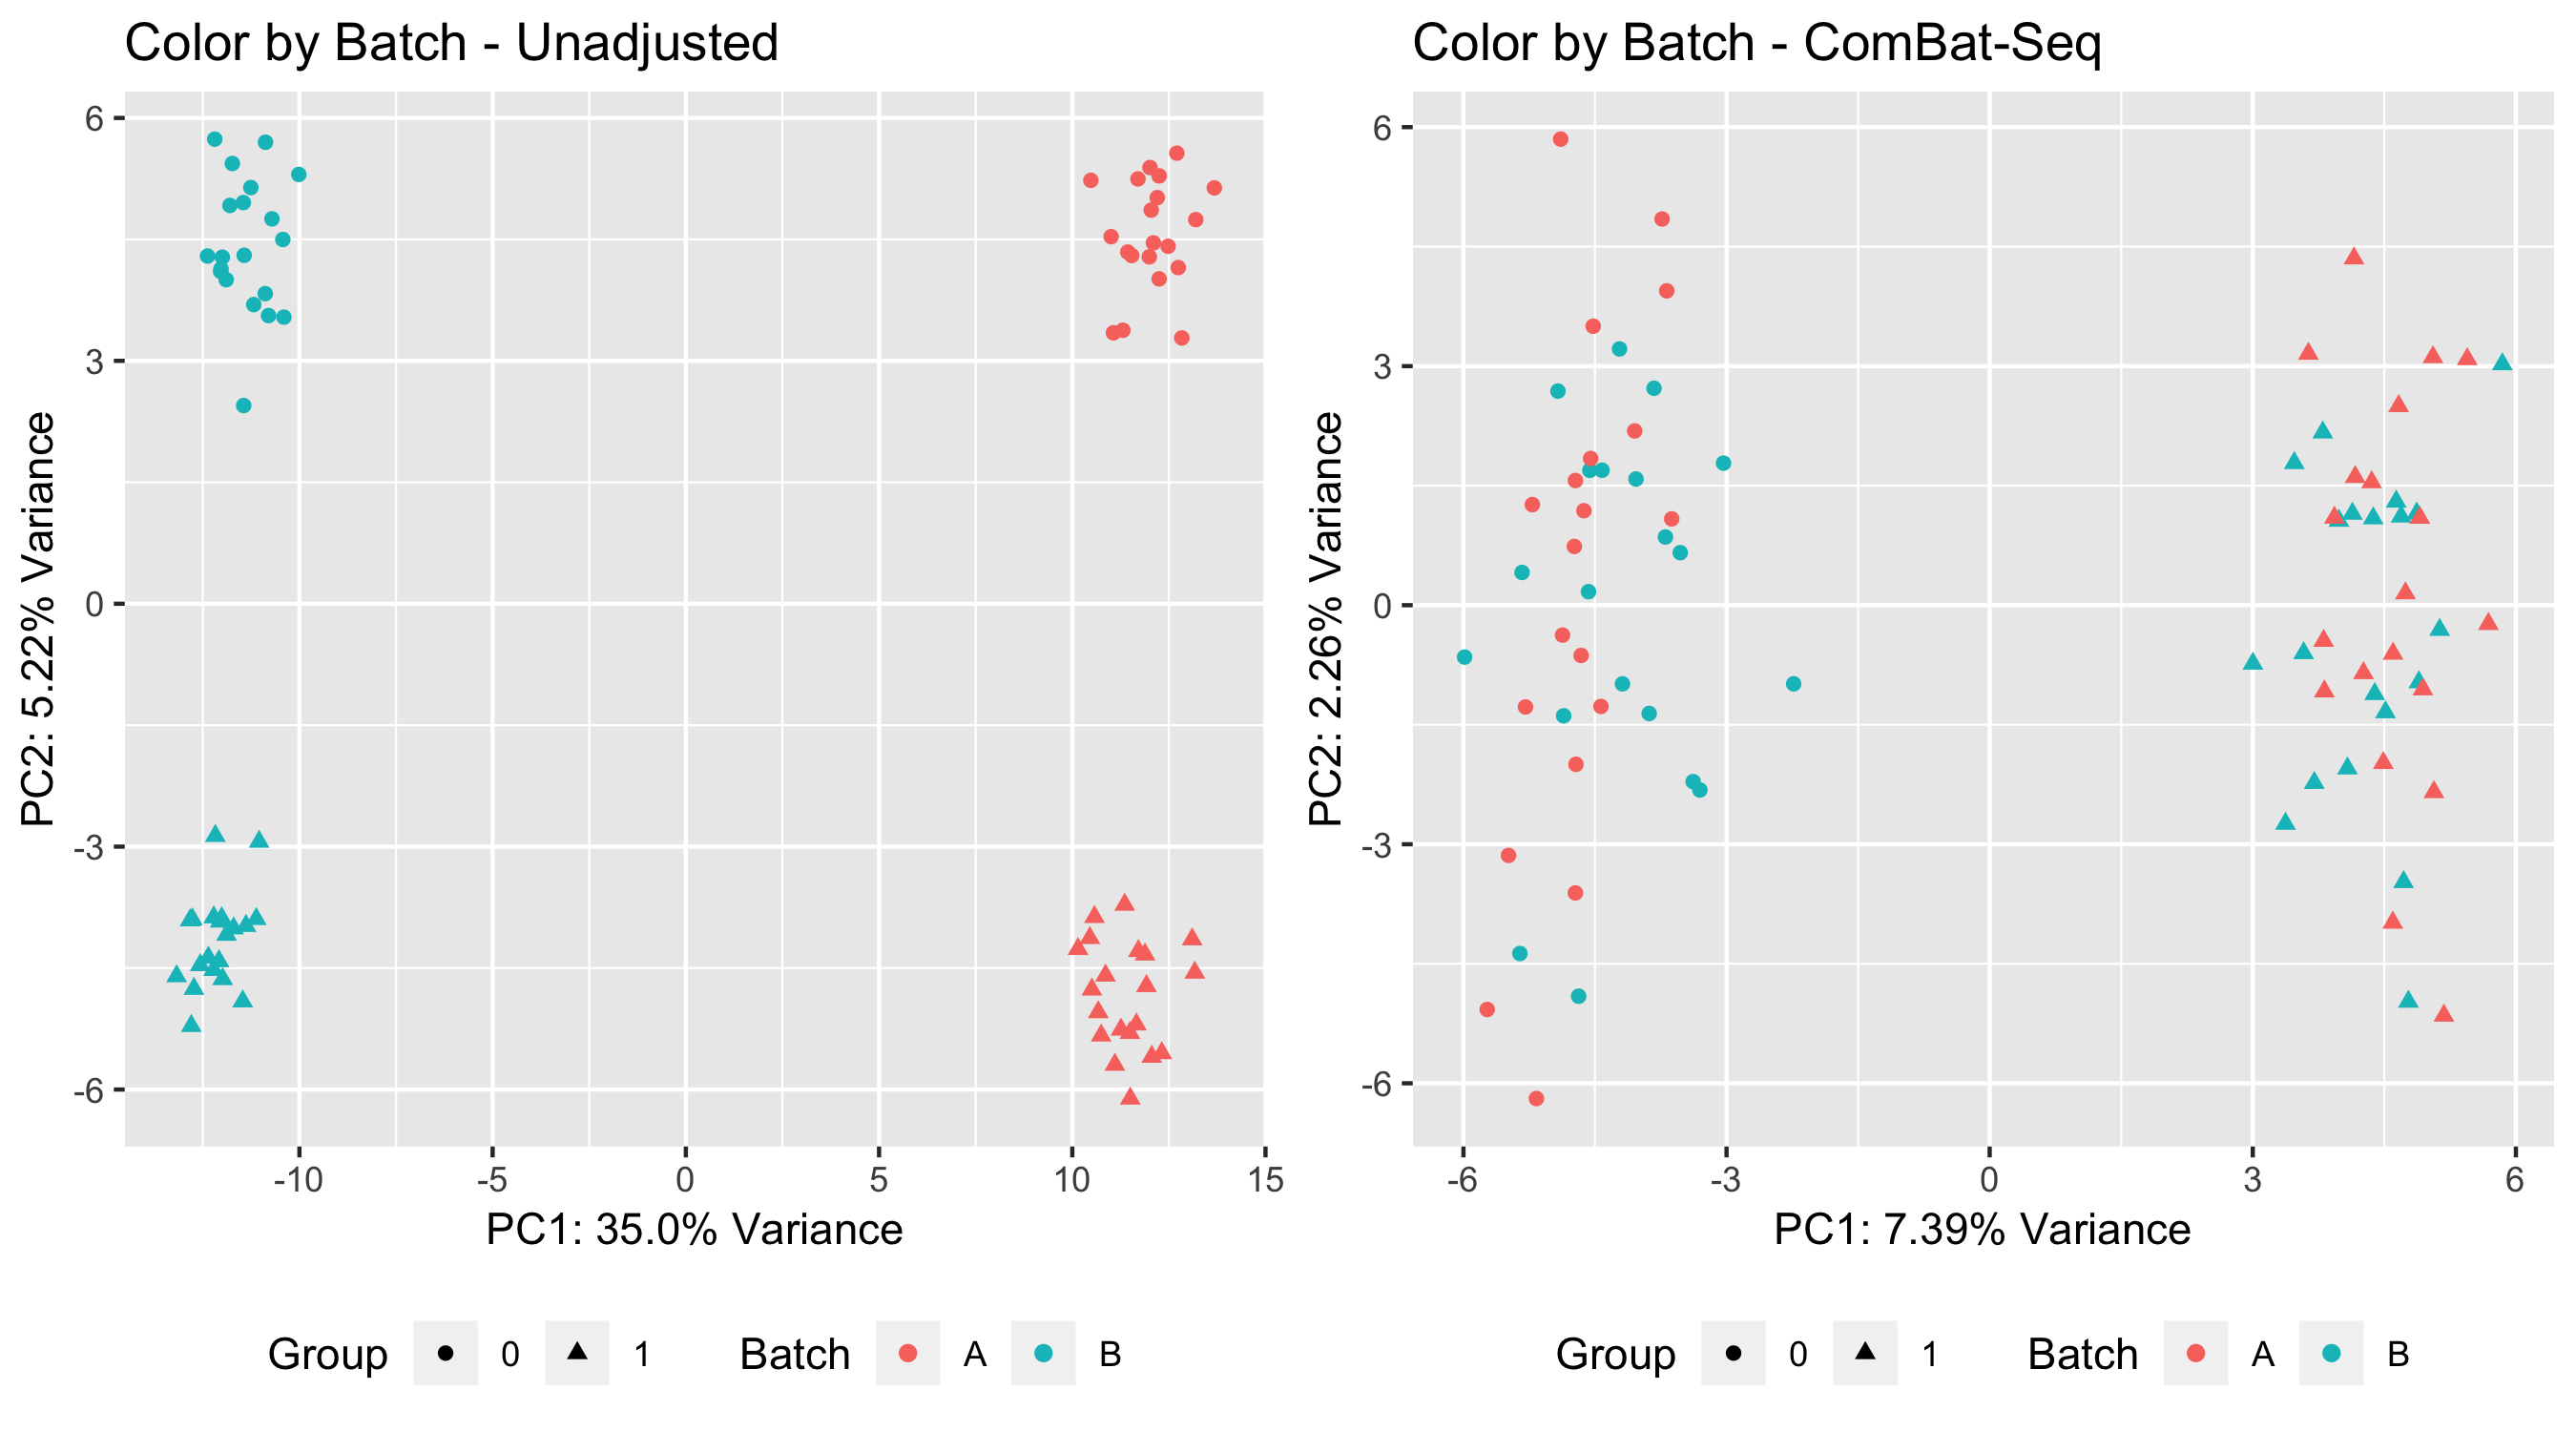 Color by Batch - Unadjusted
6
3
0
-3
-6
PC2: 5.22% Variance
-10 -5 0 5 10 15
PC1: 35.0% Variance
Group 0 1 Batch A B
Color by Batch - ComBat-Seq
6
3
0
-3
-6
PC2: 2.26% Variance
-6 -3 0 3 6
PC1: 7.39% Variance
Group 0 1 Batch A B